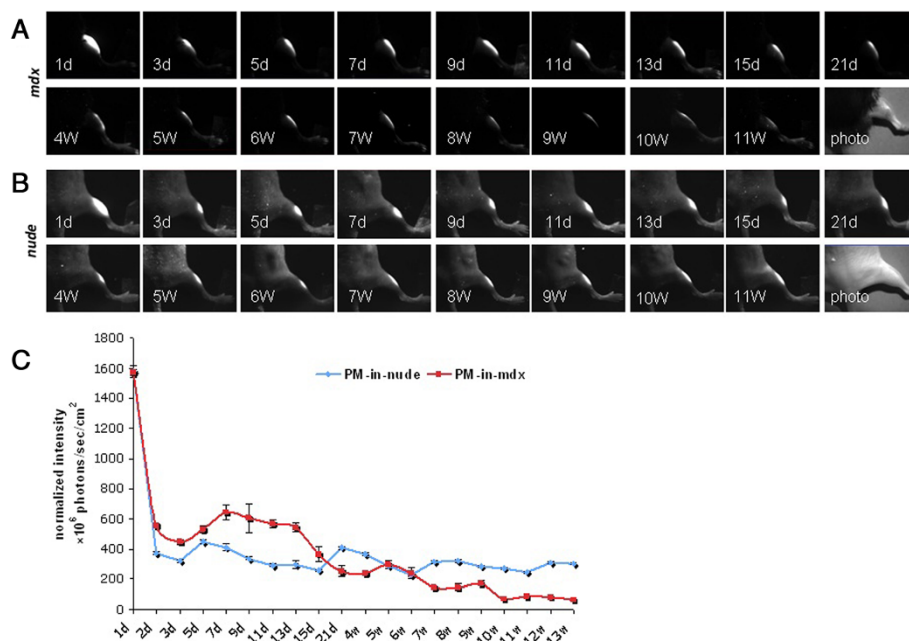 A
mdx
1d 3d 5d 7d 9d 11d 13d 15d 21d
4W 5W 6W 7W 8W 9W 10W 11W photo
B
nude
1d 3d 5d 7d 9d 11d 13d 15d 21d
4W 5W 6W 7W 8W 9W 10W 11W photo
C
PM-in-nude PM-in-mdx
normalized intensity
×10⁶ photons/sec/cm²
1800
1600
1400
1200
1000
800
600
400
200
0
1d 2d 3d 5d 7d 9d 11d 13d 15d 21d 4w 5w 6w 7w 8w 9w 10w 11w 12w 13w